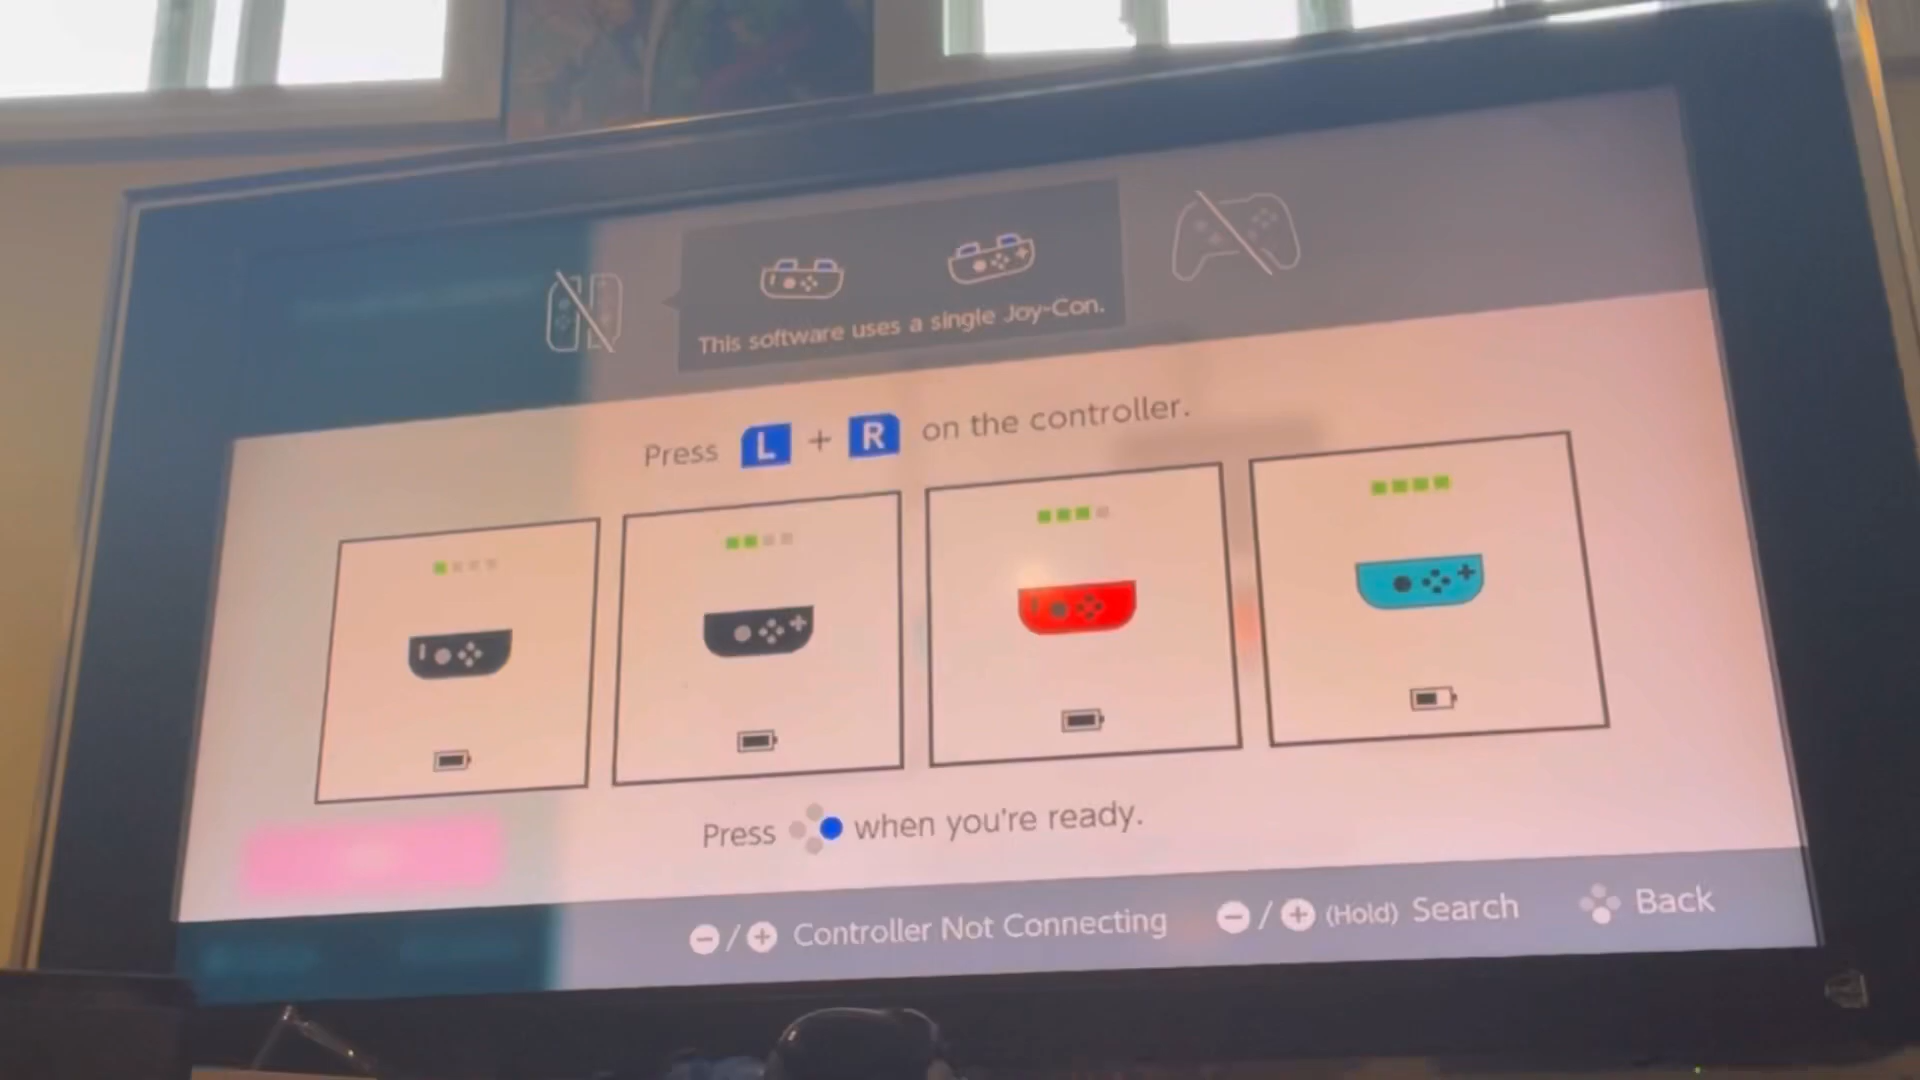 This software uses a single Joy-Con.
Press L + R on the controller.
Press when you're ready.
−/+ Controller Not Connecting −/+ (Hold) Search Back